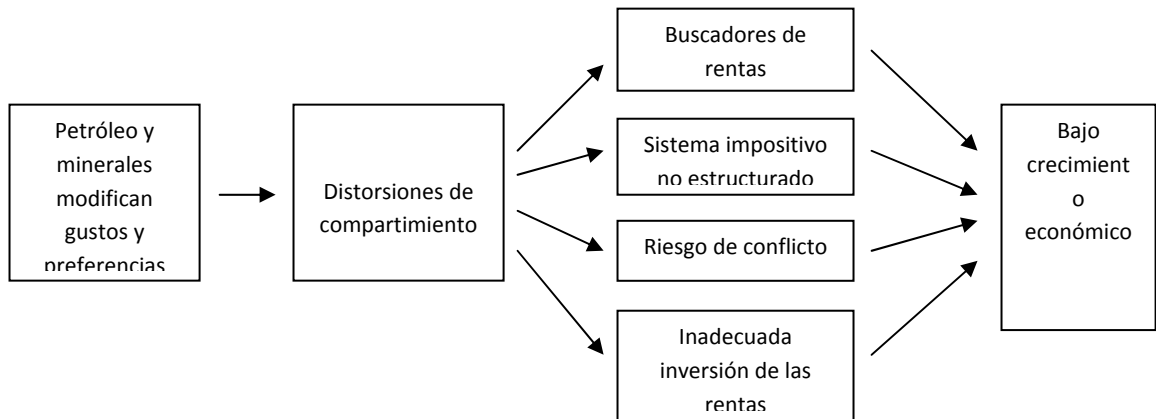 Petróleo y
minerales
modifican
gustos y
preferencias
Distorsiones de
compartimiento
Buscadores de
rentas
Sistema impositivo
no estructurado
Riesgo de conflicto
Inadecuada
inversión de las
rentas
Bajo
crecimient
o
económico